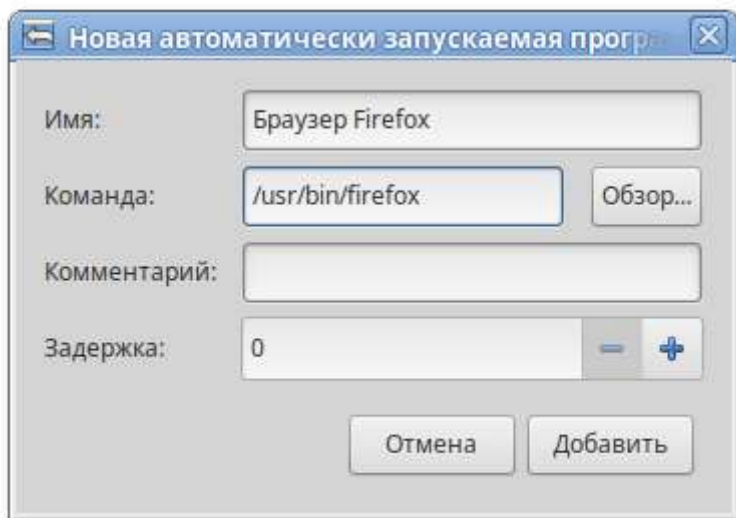 Новая автоматически запускаемая прогр
Имя: Браузер Firefox
Команда: /usr/bin/firefox Обзор...
Комментарий:
Задержка: 0
Отмена Добавить